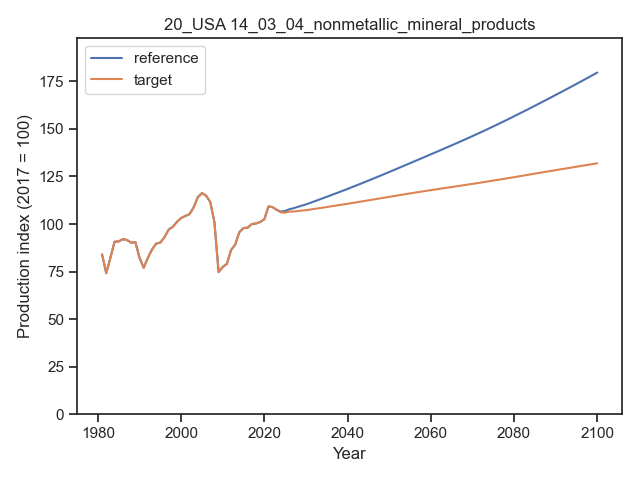 20_USA 14_03_04_nonmetallic_mineral_products
reference
target
Production index (2017 = 100)
175
150
125
100
75
50
25
0
1980 2000 2020 2040 2060 2080 2100
Year